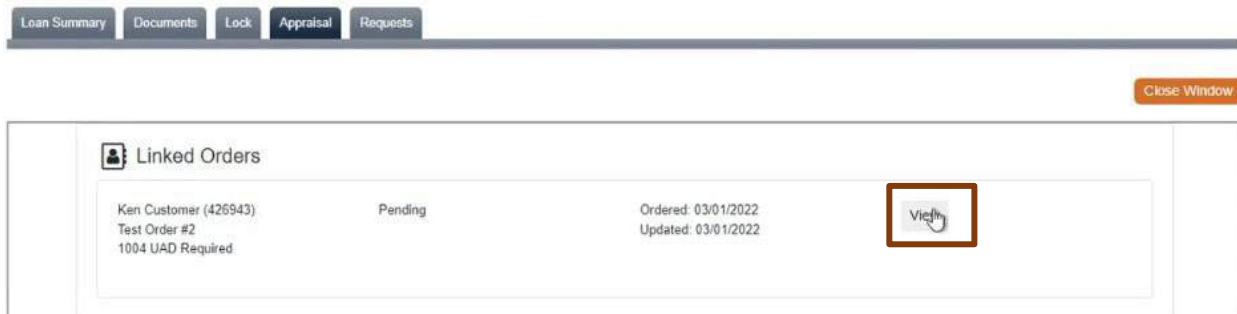 Loan Summary Documents Lock Appraisal Requests
Close Window
Linked Orders
Ken Customer (426943) Pending Ordered: 03/01/2022 View
Test Order #2 Updated: 03/01/2022
1004 UAD Required